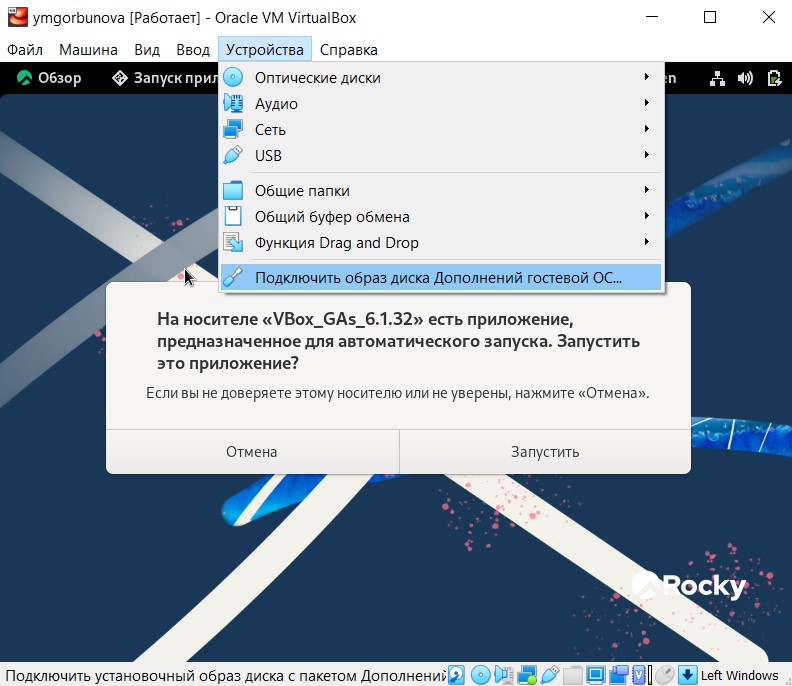 ymgorbunova [Работает] - Oracle VM VirtualBox
Файл Машина Вид Ввод Устройства Справка
Обзор Запуск прил en
Оптические диски
Аудио
Сеть
USB
Общие папки
Общий буфер обмена
Функция Drag and Drop
Подключить образ диска Дополнений гостевой ОС...
На носителе «VBox_GAs_6.1.32» есть приложение,
предназначенное для автоматического запуска. Запустить
это приложение?
Если вы не доверяете этому носителю или не уверены, нажмите «Отмена».
Отмена Запустить
Rocky
Подключить установочный образ диска с пакетом Дополнений Left Windows